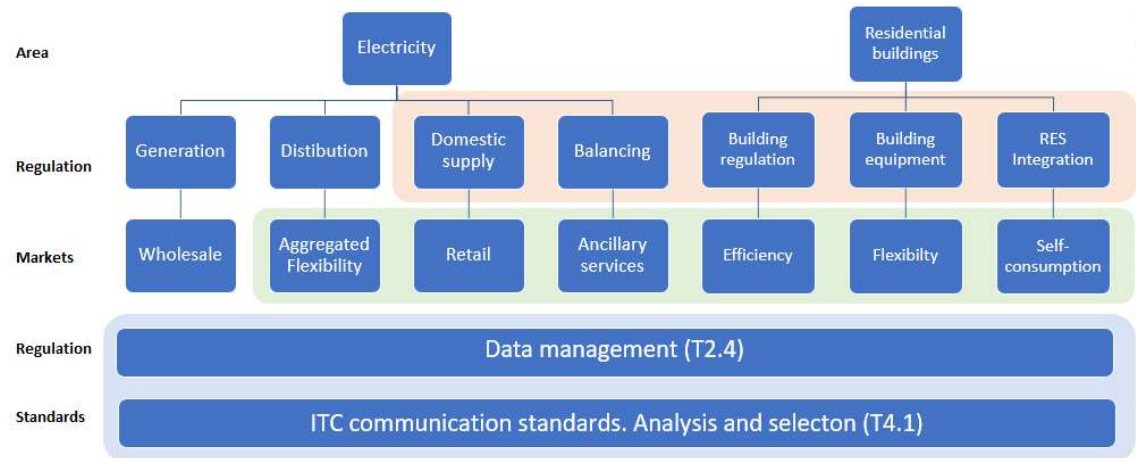 Area
Electricity
Residential
buildings
Regulation
Generation
Distibution
Domestic
supply
Balancing
Building
regulation
Building
equipment
RES
Integration
Markets
Wholesale
Aggregated
Flexibility
Retail
Ancillary
services
Efficiency
Flexibilty
Self-
consumption
Regulation
Data management (T2.4)
Standards
ITC communication standards. Analysis and selecton (T4.1)